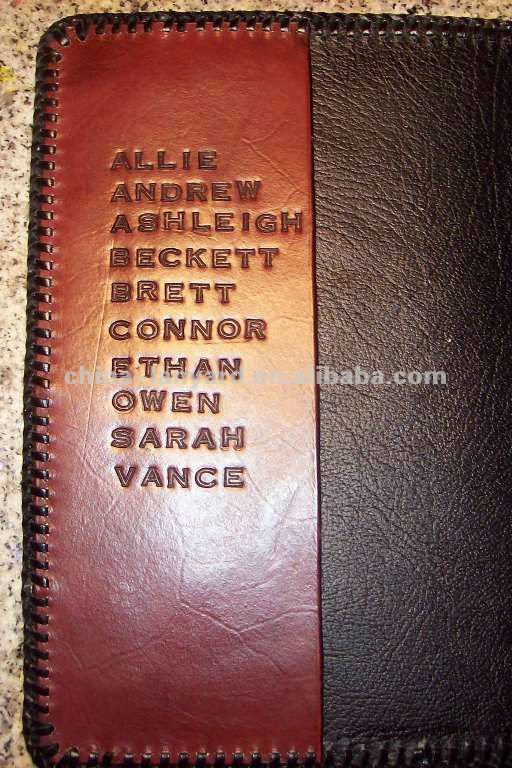 ALLIE
ANDREW
ASHLEIGH
BECKETT
BRETT
CONNOR
ETHAN
OWEN
SARAH
VANCE